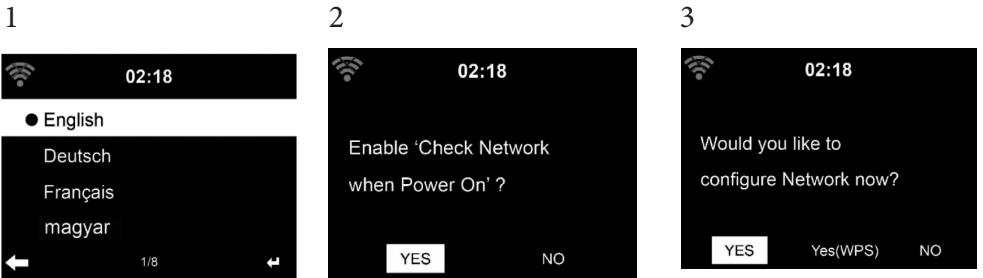 1
02:18
English
Deutsch
Français
magyar
1/8
2
02:18
Enable ‘Check Network
when Power On’ ?
YES NO
3
02:18
Would you like to
configure Network now?
YES Yes(WPS) NO